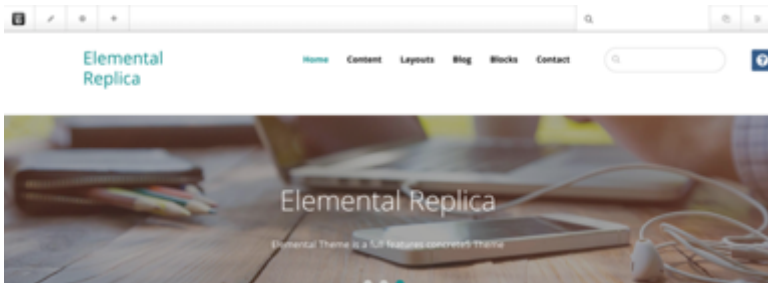 Elemental
Replica
Home Content Layouts Blog Blocks Contact
Elemental Replica
Elemental Theme is a full features concrete5 Theme